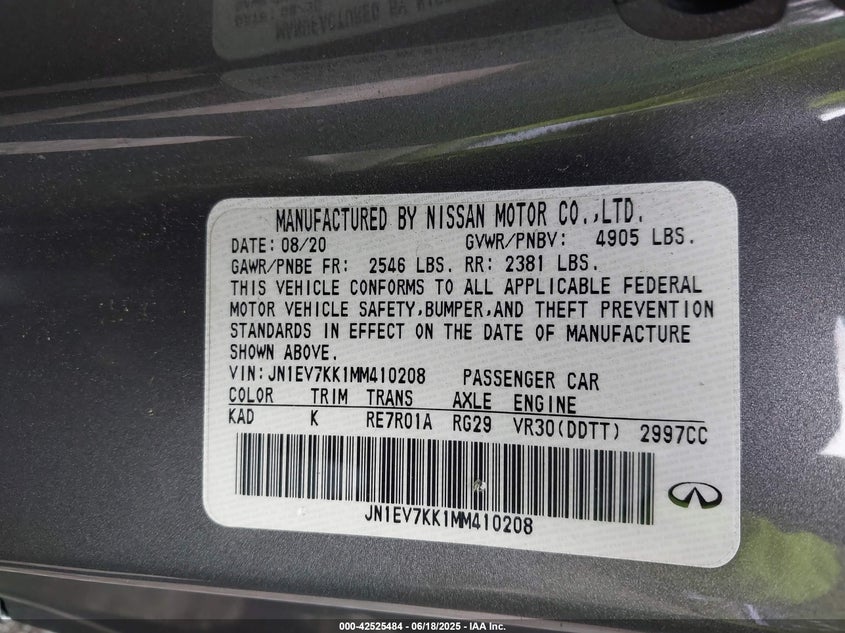 MANUFACTURED BY NISSAN MOTOR CO.,LTD.
DATE: 08/20 GVWR/PNBV: 4905 LBS.
GAWR/PNBE FR: 2546 LBS. RR: 2381 LBS.
THIS VEHICLE CONFORMS TO ALL APPLICABLE FEDERAL
MOTOR VEHICLE SAFETY,BUMPER,AND THEFT PREVENTION
STANDARDS IN EFFECT ON THE DATE OF MANUFACTURE
SHOWN ABOVE.
VIN: JN1EV7KK1MM410208 PASSENGER CAR
COLOR TRIM TRANS AXLE ENGINE
KAD K RE7R01A RG29 VR30(DDTT) 2997CC
JN1EV7KK1MM410208
000-42525484 - 06/18/2025 - IAA Inc.